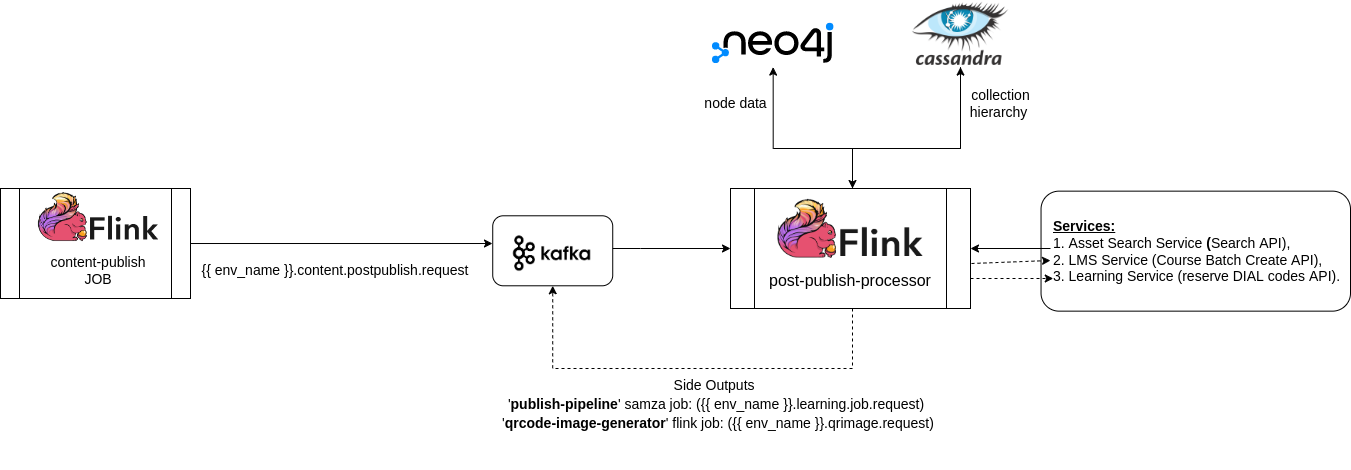 neo4j
cassandra
node data
collection
hierarchy
Flink
content-publish
JOB
{{ env_name }}.content.postpublish.request
kafka
Flink
post-publish-processor
Services:
1. Asset Search Service (Search API),
2. LMS Service (Course Batch Create API),
3. Learning Service (reserve DIAL codes API).
Side Outputs
'publish-pipeline' samza job: ({{ env_name }}.learning.job.request)
'qrcode-image-generator' flink job: ({{ env_name }}.qrimage.request)